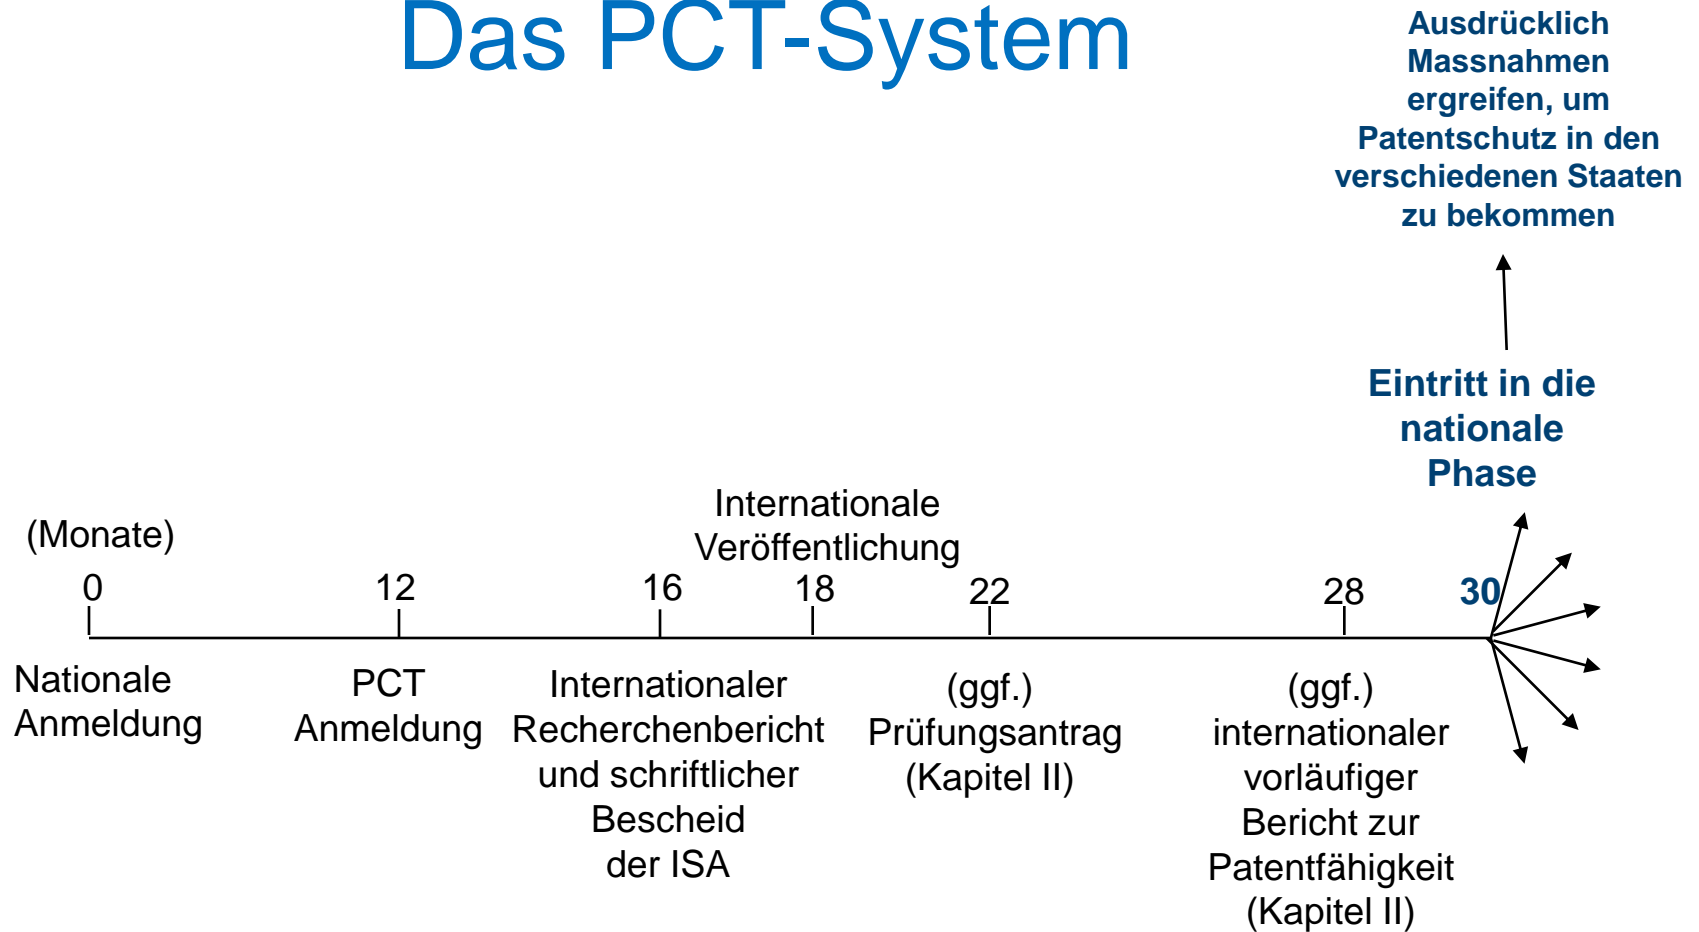 Das PCT-System
Ausdrücklich
Massnahmen
ergreifen, um
Patentschutz in den
verschiedenen Staaten
zu bekommen
Eintritt in die
nationale
Phase
Internationale
Veröffentlichung
(Monate)
0
12
16
18
22
28
30
Nationale
Anmeldung
PCT
Anmeldung
Internationaler
Recherchenbericht
und schriftlicher
Bescheid
der ISA
(ggf.)
Prüfungsantrag
(Kapitel II)
(ggf.)
internationaler
vorläufiger
Bericht zur
Patentfähigkeit
(Kapitel II)